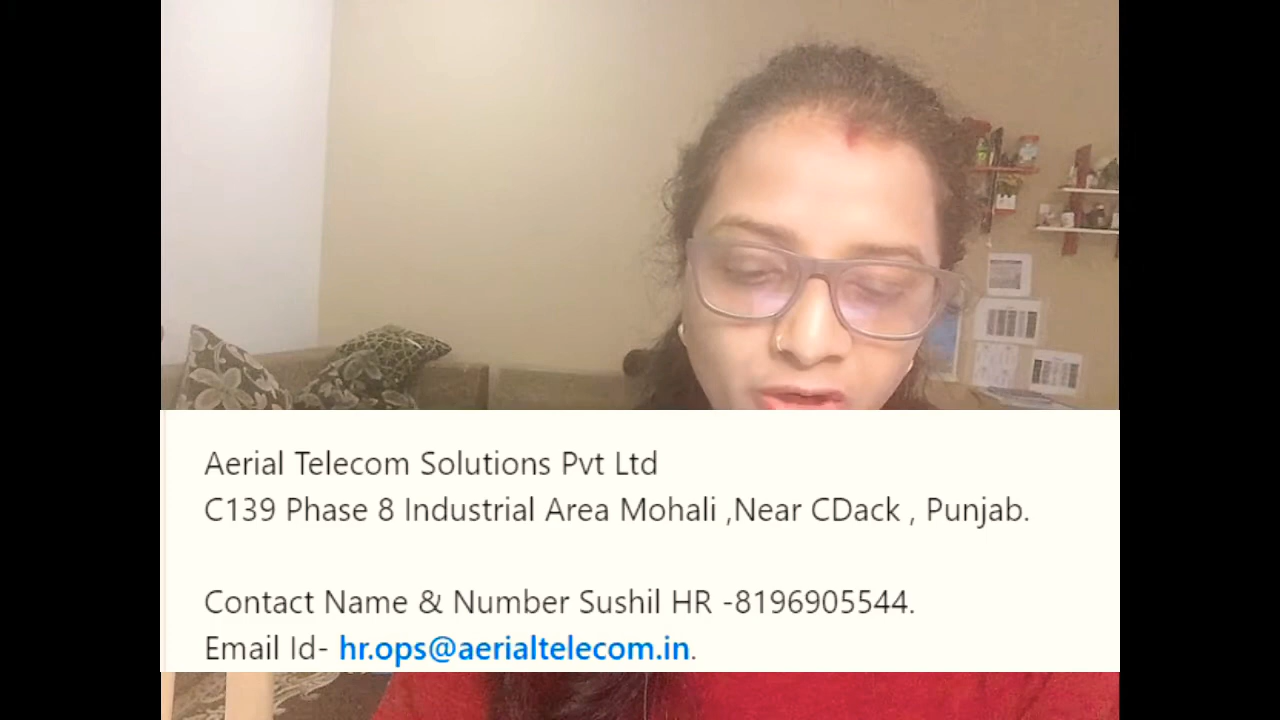 Aerial Telecom Solutions Pvt Ltd
C139 Phase 8 Industrial Area Mohali ,Near CDack , Punjab.
Contact Name & Number Sushil HR -8196905544.
Email Id- hr.ops@aerialtelecom.in.